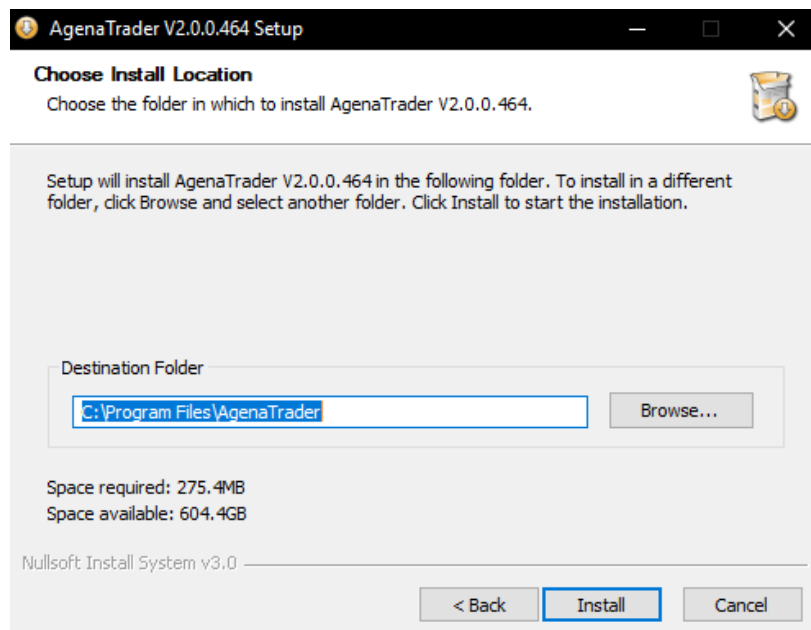 AgenaTrader V2.0.0.464 Setup
Choose Install Location
Choose the folder in which to install AgenaTrader V2.0.0.464.
Setup will install AgenaTrader V2.0.0.464 in the following folder. To install in a different
folder, click Browse and select another folder. Click Install to start the installation.
Destination Folder
C:\Program Files\AgenaTrader
Browse...
Space required: 275.4MB
Space available: 604.4GB
Nullsoft Install System v3.0
< Back
Install
Cancel